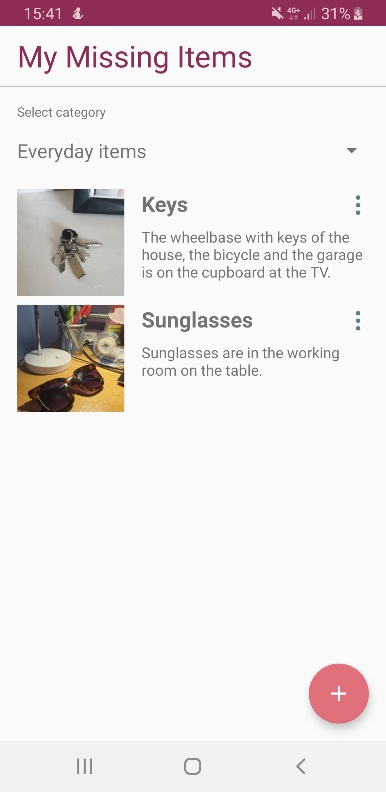 15:41
4G+
31%
My Missing Items
Select category
Everyday items
Keys
The wheelbase with keys of the
house, the bicycle and the garage
is on the cupboard at the TV.
Sunglasses
Sunglasses are in the working
room on the table.
+